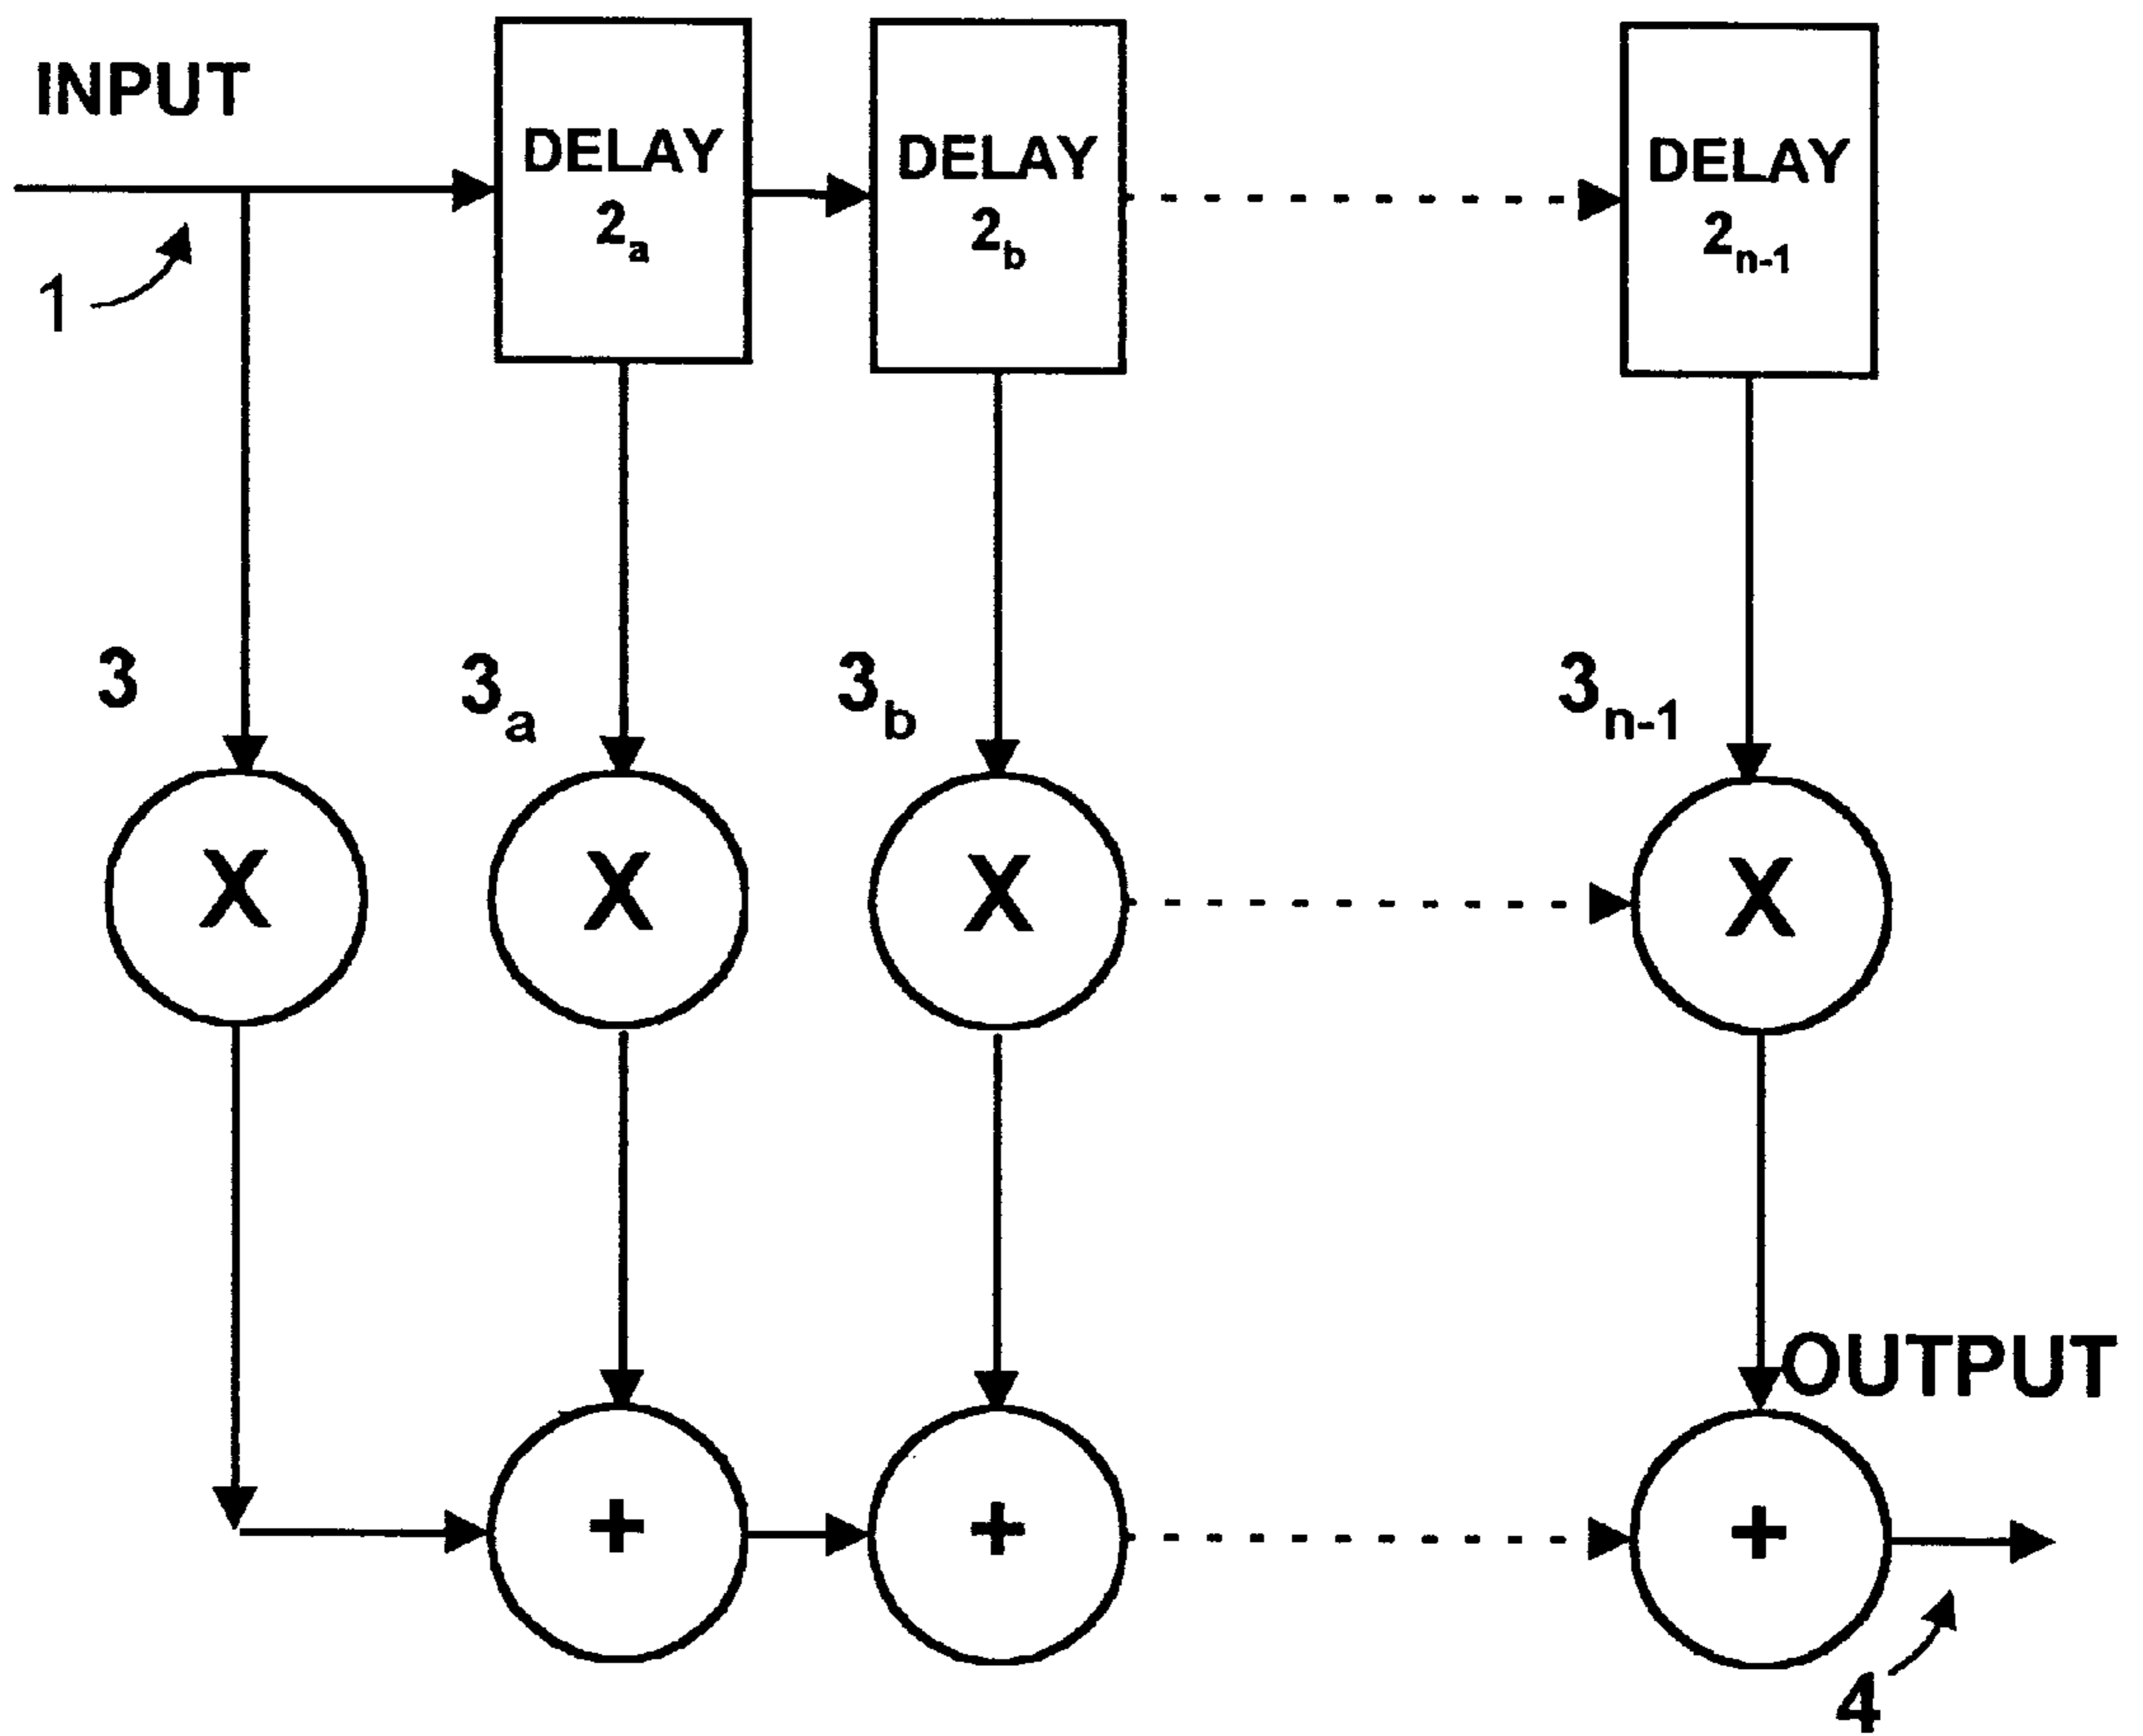 INPUT
DELAY
2a
DELAY
2b
DELAY
2n-1
1
3
3a
3b
3n-1
X
X
X
X
OUTPUT
+
+
+
4